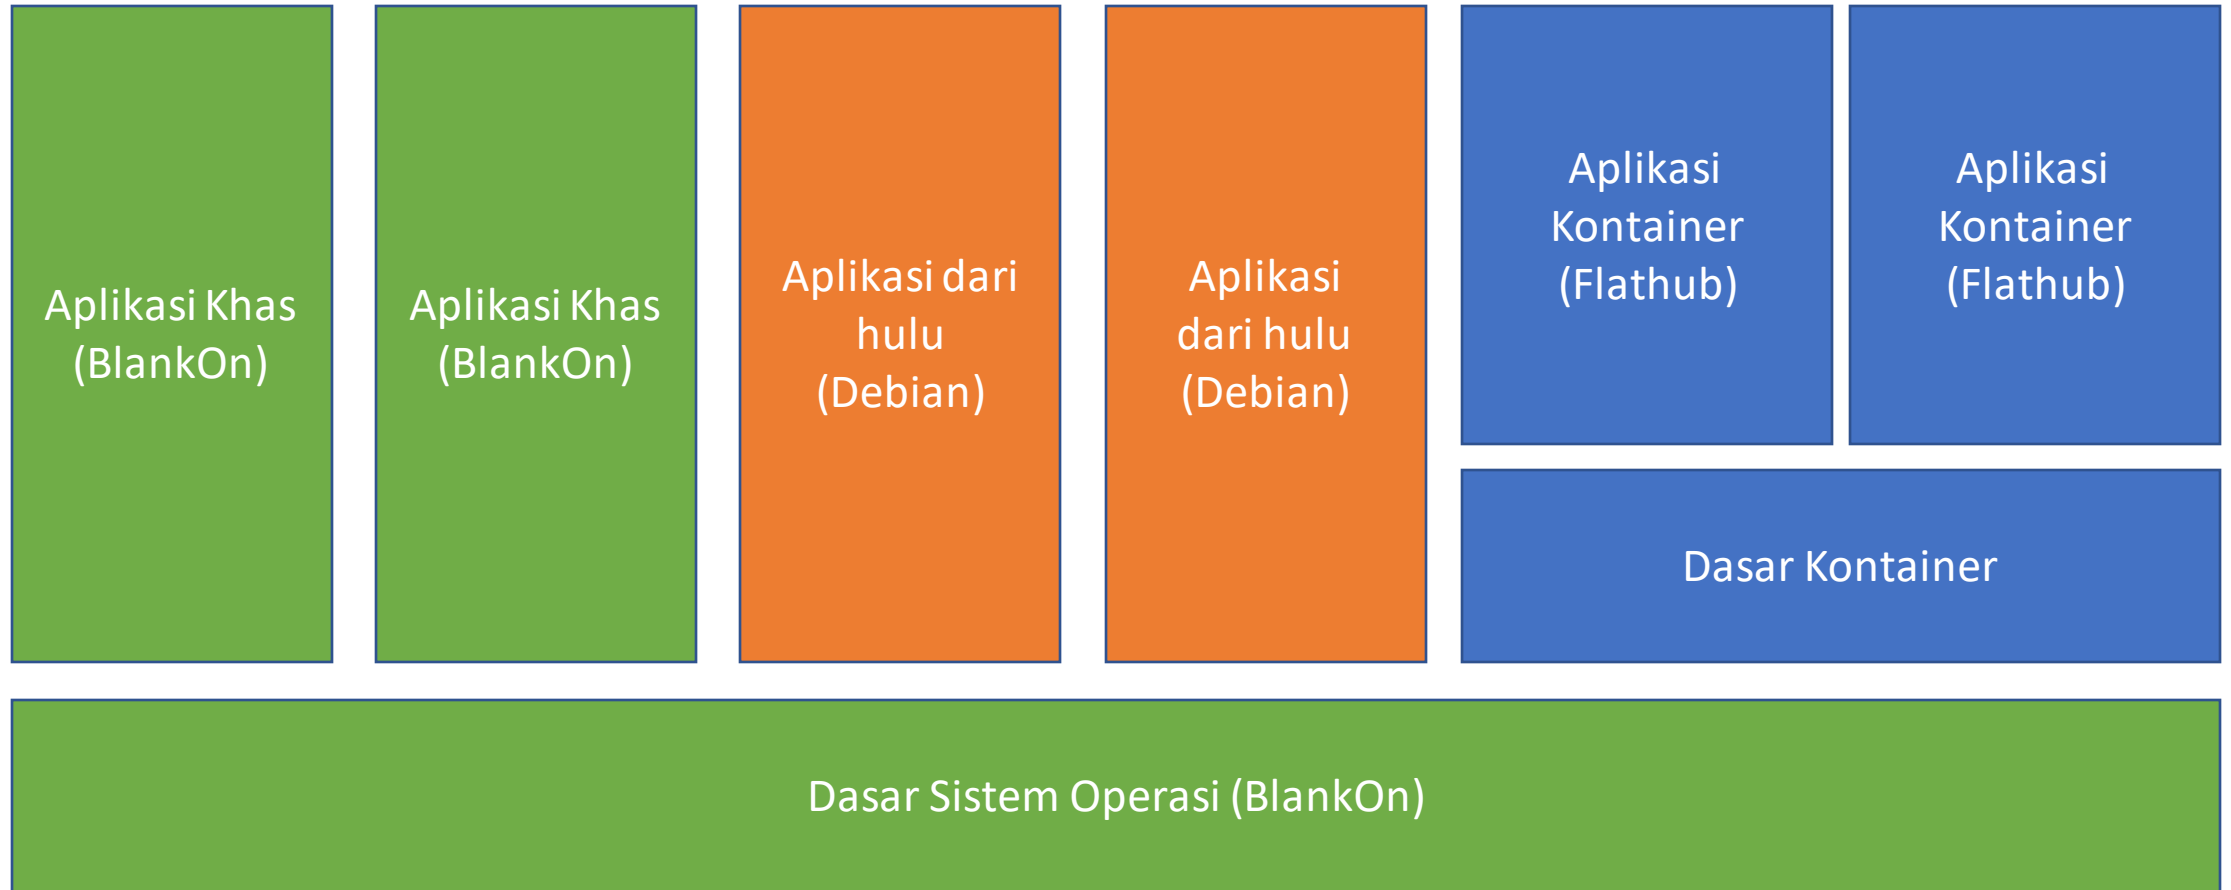 Aplikasi Khas
(BlankOn)
Aplikasi Khas
(BlankOn)
Aplikasi dari
hulu
(Debian)
Aplikasi
dari hulu
(Debian)
Aplikasi
Kontainer
(Flathub)
Aplikasi
Kontainer
(Flathub)
Dasar Kontainer
Dasar Sistem Operasi (BlankOn)